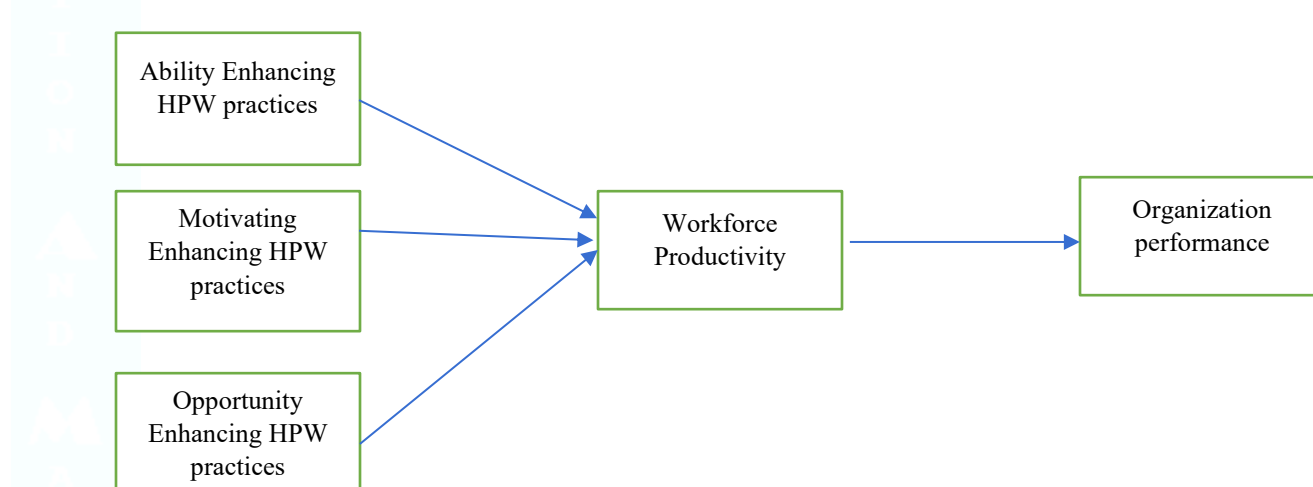 Ability Enhancing
HPW practices
Motivating
Enhancing HPW
practices
Opportunity
Enhancing HPW
practices
Workforce
Productivity
Organization
performance